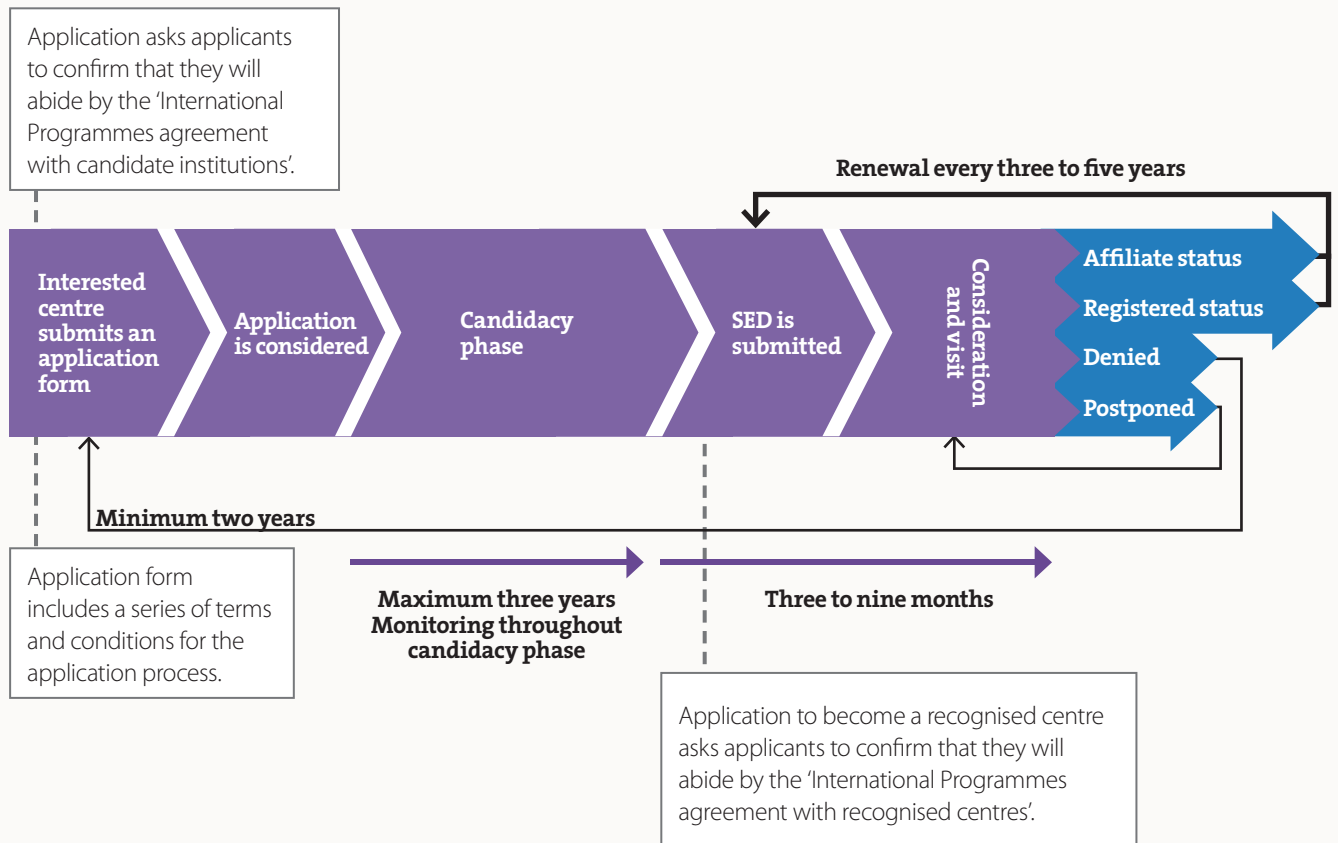 Application asks applicants
to confirm that they will
abide by the ‘International
Programmes agreement
with candidate institutions’.
Renewal every three to five years
Interested
centre
submits an
application
form
Application
is considered
Candidacy
phase
SED is
submitted
Consideration
and visit
Affiliate status
Registered status
Denied
Postponed
Minimum two years
Application form
includes a series of terms
and conditions for the
application process.
Maximum three years
Monitoring throughout
candidacy phase
Three to nine months
Application to become a recognised centre
asks applicants to confirm that they will
abide by the ‘International Programmes
agreement with recognised centres’.